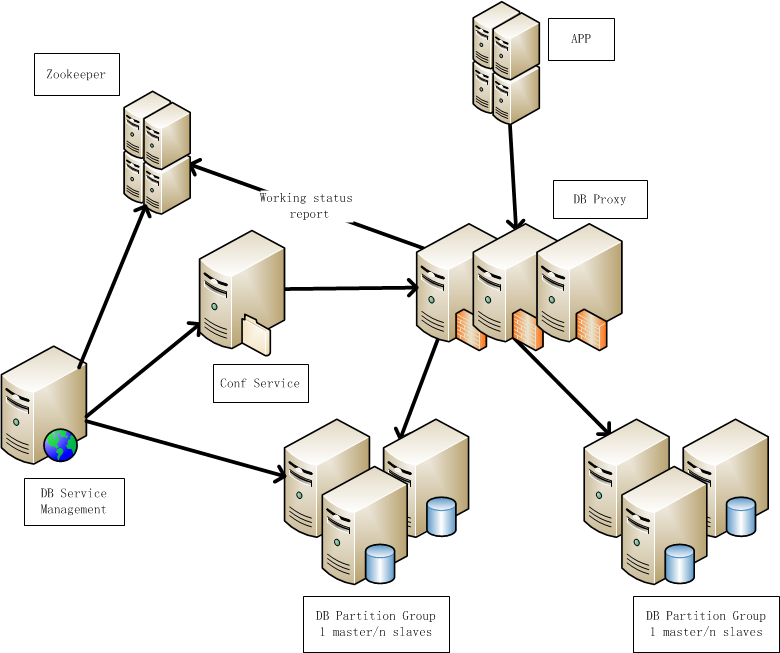 APP
Zookeeper
DB Proxy
Working status
report
Conf Service
DB Service
Management
DB Partition Group
1 master/n slaves
DB Partition Group
1 master/n slaves